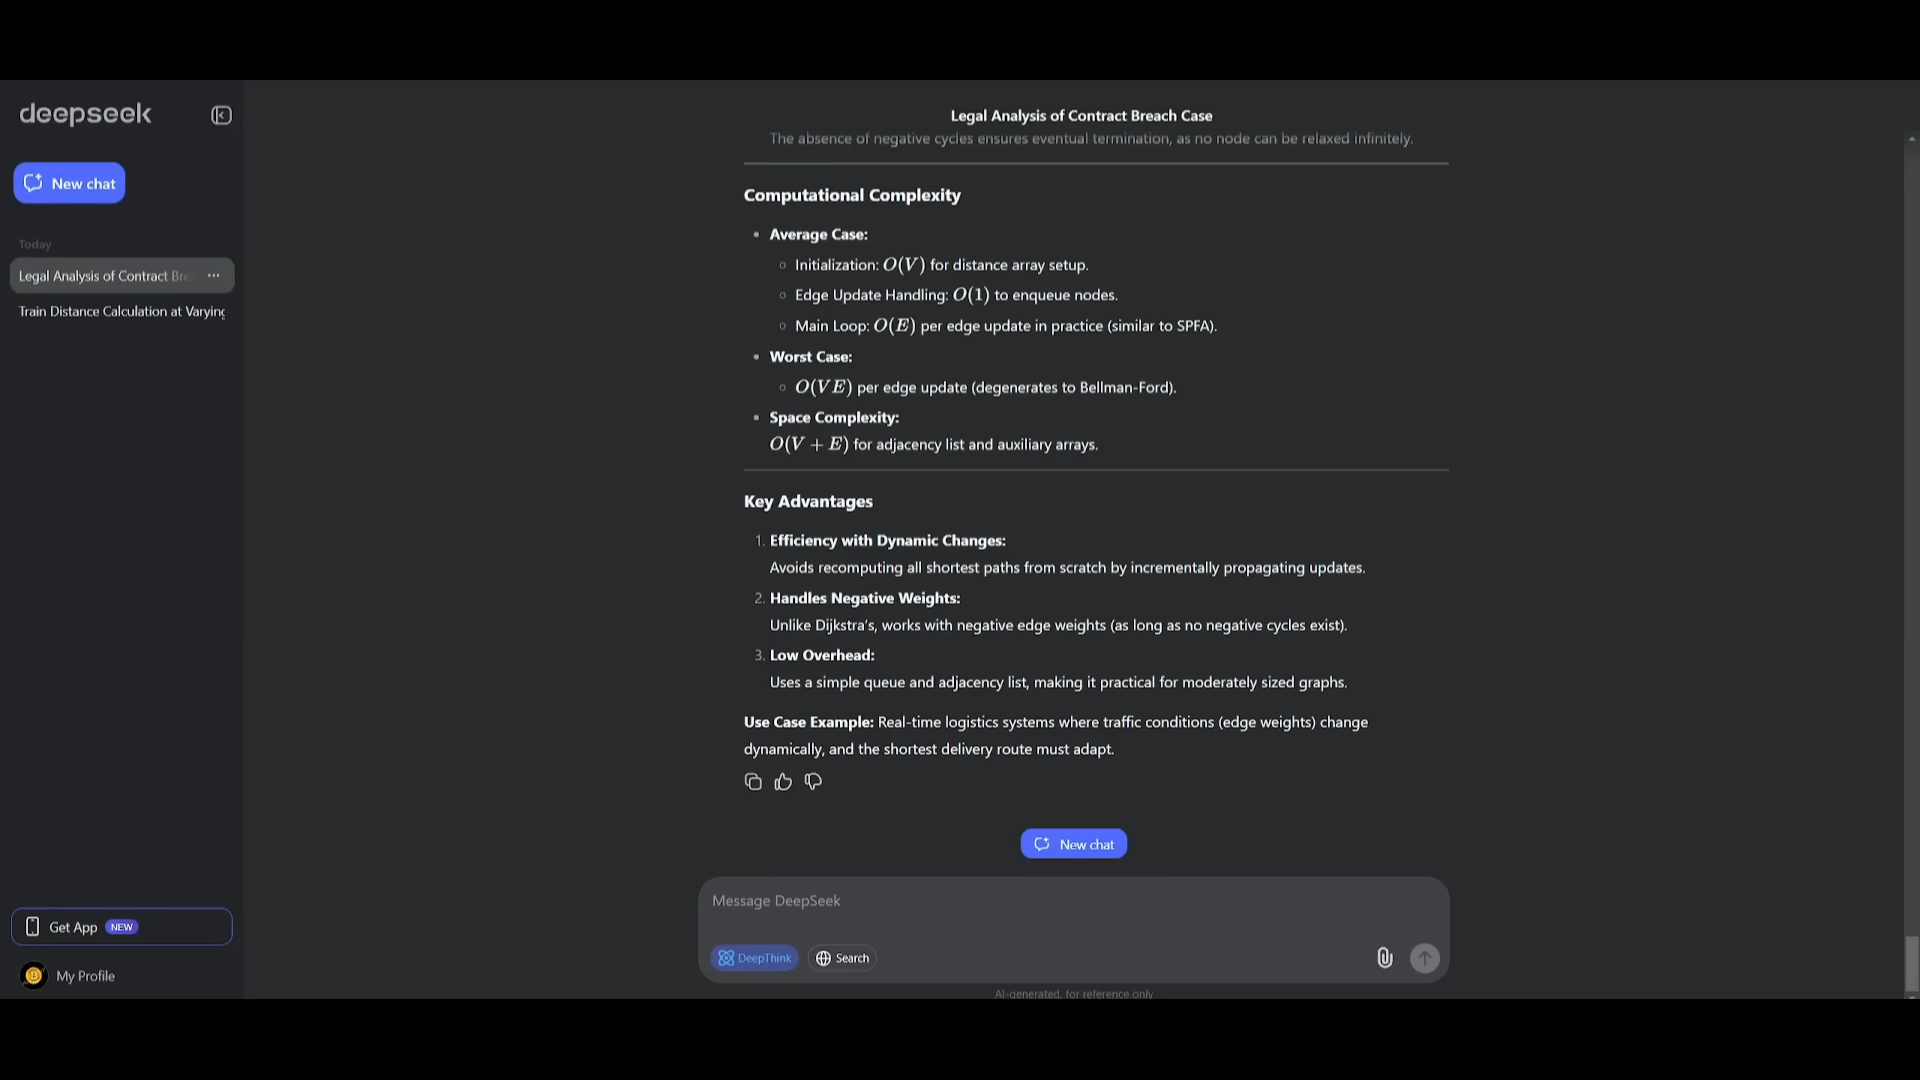 deepseek
New chat
Today
Legal Analysis of Contract Bre
Train Distance Calculation at Varying
Get App NEW
My Profile
Legal Analysis of Contract Breach Case
The absence of negative cycles ensures eventual termination, as no node can be relaxed infinitely.
Computational Complexity
• Average Case:
○ Initialization: O(V) for distance array setup.
○ Edge Update Handling: O(1) to enqueue nodes.
○ Main Loop: O(E) per edge update in practice (similar to SPFA).
• Worst Case:
○ O(VE) per edge update (degenerates to Bellman-Ford).
• Space Complexity:
O(V + E) for adjacency list and auxiliary arrays.
Key Advantages
1. Efficiency with Dynamic Changes:
Avoids recomputing all shortest paths from scratch by incrementally propagating updates.
2. Handles Negative Weights:
Unlike Dijkstra's, works with negative edge weights (as long as no negative cycles exist).
3. Low Overhead:
Uses a simple queue and adjacency list, making it practical for moderately sized graphs.
Use Case Example: Real-time logistics systems where traffic conditions (edge weights) change
dynamically, and the shortest delivery route must adapt.
New chat
Message DeepSeek
DeepThink Search
AI-generated, for reference only